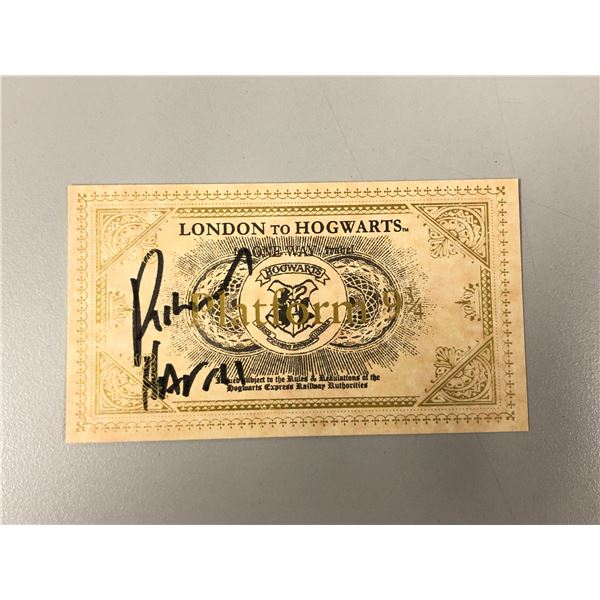 LONDON TO HOGWARTS™
ONE WAY
HOGWARTS
Platform 9¾
Issued Subject to the Rules & Regulations of the
Hogwarts Express Railway Authorities
Harris